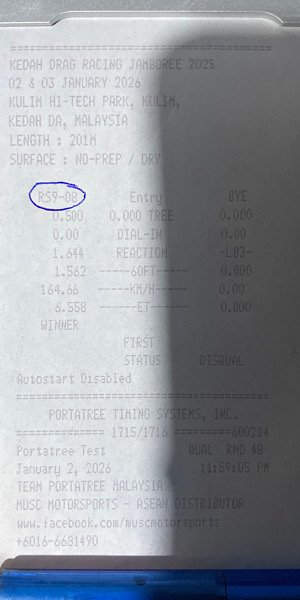 ================================
KEDAH DRAG RACING JAMBOREE 2025
02 & 03 JANUARY 2026
KULIM HI-TECH PARK, KULIM,
KEDAH DA, MALAYSIA
LENGTH : 201M
SURFACE : NO-PREP / DRY
RS9-08 Entry BYE
0.500 0.000 TREE 0.000
0.00 DIAL-IN 0.00
1.644 REACTION -LB3-
1.562 -----60FT----- 0.000
164.66 -----KM/H----- 0.00
6.558 ------ET------ 0.000
WINNER
FIRST
STATUS DISQUAL
Autostart Disabled
================================
PORTATREE TIMING SYSTEMS, INC.
============ 1715/1716 =========600214
Portatree Test QUAL RND 4B
January 2, 2026 11:59:05 PM
TEAM PORTATREE MALAYSIA
MUSC MOTORSPORTS - ASEAN DISTRIBUTOR
www.facebook.com/muscmotorsports
+6016-6681490